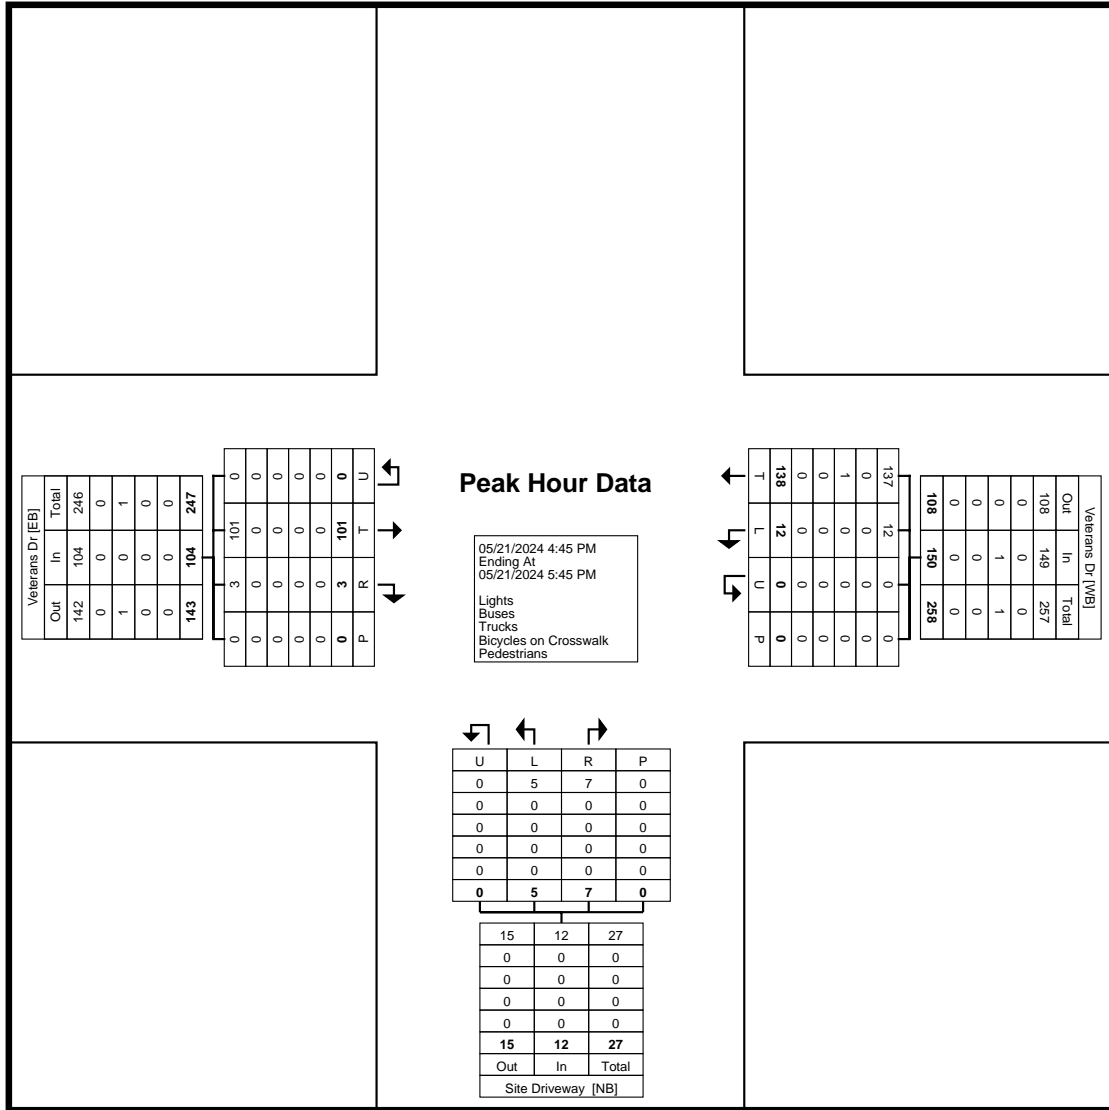 Veterans Dr [EB]
Out In Total
142 104 246
0 0 0
1 0 1
0 0 0
0 0 0
143 104 247
0 3 101 0
0 0 0 0
0 0 0 0
0 0 0 0
0 0 0 0
0 3 101 0
P R T U
Peak Hour Data
05/21/2024 4:45 PM
Ending At
05/21/2024 5:45 PM
Lights
Buses
Trucks
Bicycles on Crosswalk
Pedestrians
Veterans Dr [WB]
Out In Total
108 149 257
0 0 0
0 1 1
0 0 0
0 0 0
108 150 258
137 12 0 0
0 0 0 0
1 0 0 0
0 0 0 0
0 0 0 0
138 12 0 0
T L U P
U L R P
0 5 7 0
0 0 0 0
0 0 0 0
0 0 0 0
0 0 0 0
0 5 7 0
15 12 27
0 0 0
0 0 0
0 0 0
0 0 0
15 12 27
Out In Total
Site Driveway [NB]